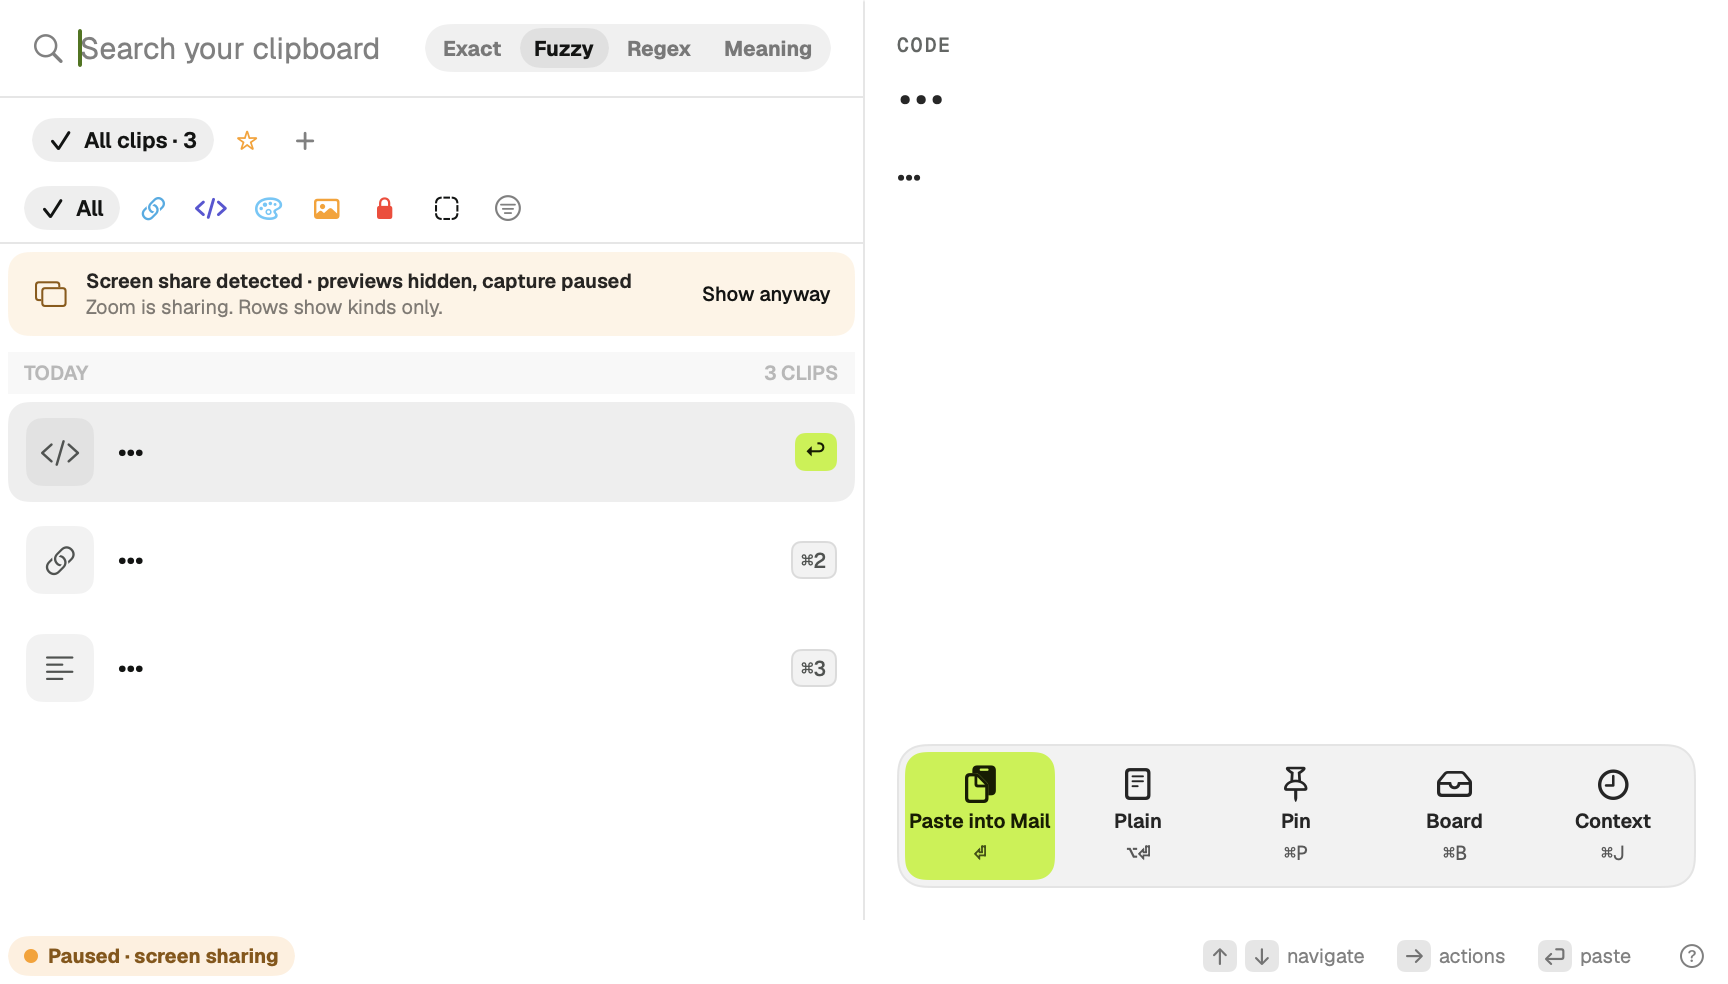 Search your clipboard
Exact Fuzzy Regex Meaning
All clips · 3
All
Screen share detected · previews hidden, capture paused
Zoom is sharing. Rows show kinds only.
Show anyway
TODAY 3 CLIPS
•••
•••
⌘2
•••
⌘3
CODE
•••
•••
Paste into Mail Plain Pin Board Context
⏎ ⌥⏎ ⌘P ⌘B ⌘J
Paused · screen sharing
↑ ↓ navigate → actions ↩ paste ?